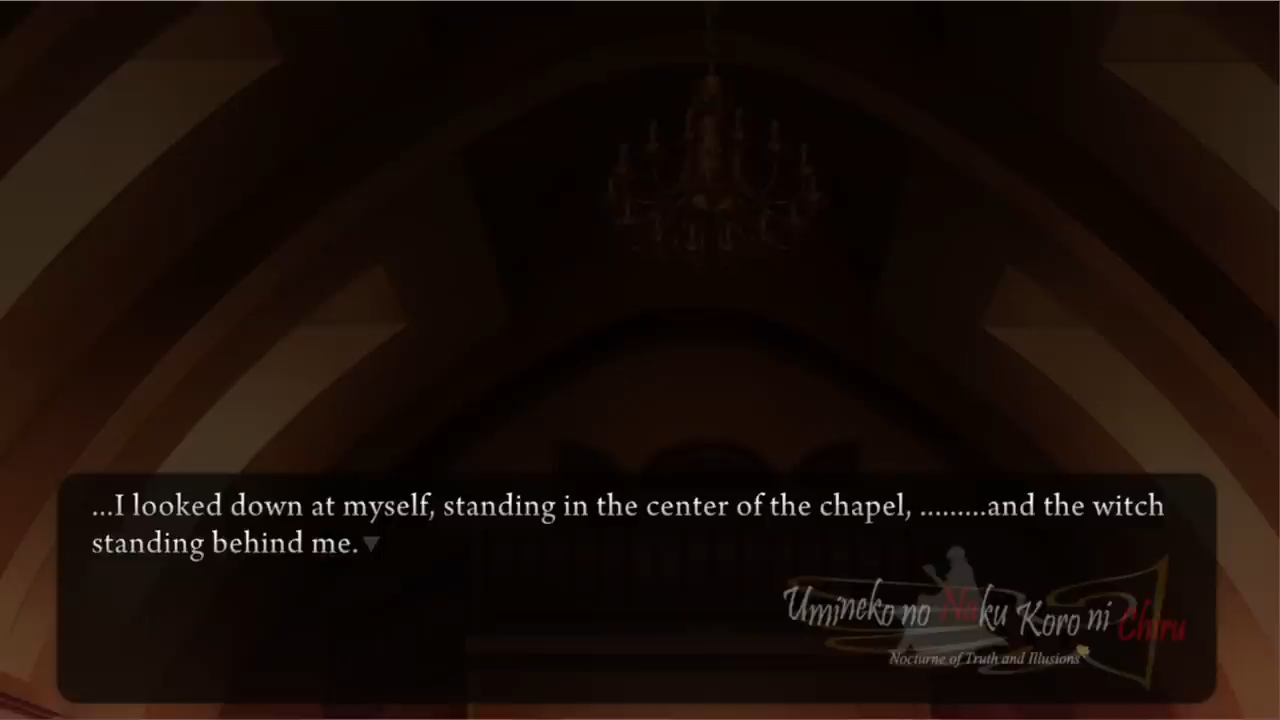 ...I looked down at myself, standing in the center of the chapel, .........and the witch
standing behind me.
Umineko no Naku Koro ni Chiru
Nocturne of Truth and Illusions